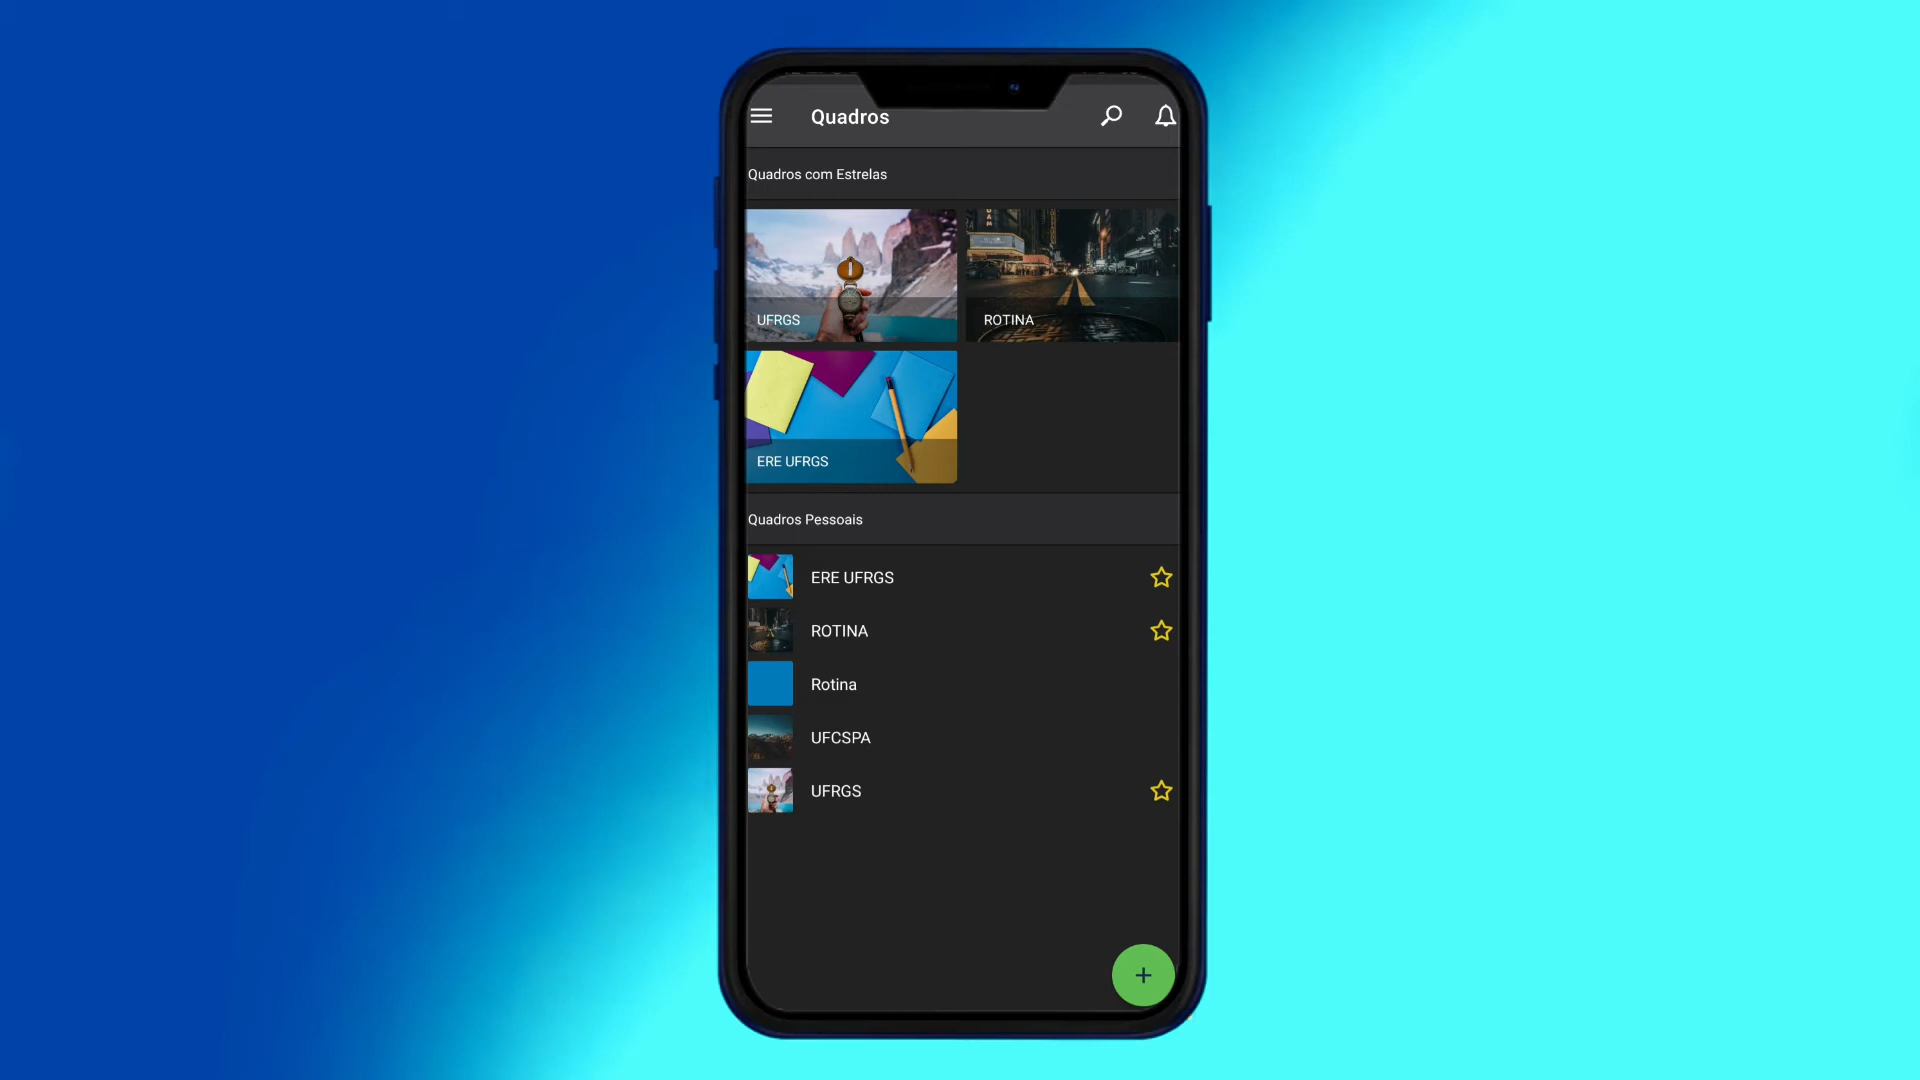 Quadros
Quadros com Estrelas
UFRGS
ROTINA
ERE UFRGS
Quadros Pessoais
ERE UFRGS
ROTINA
Rotina
UFCSPA
UFRGS